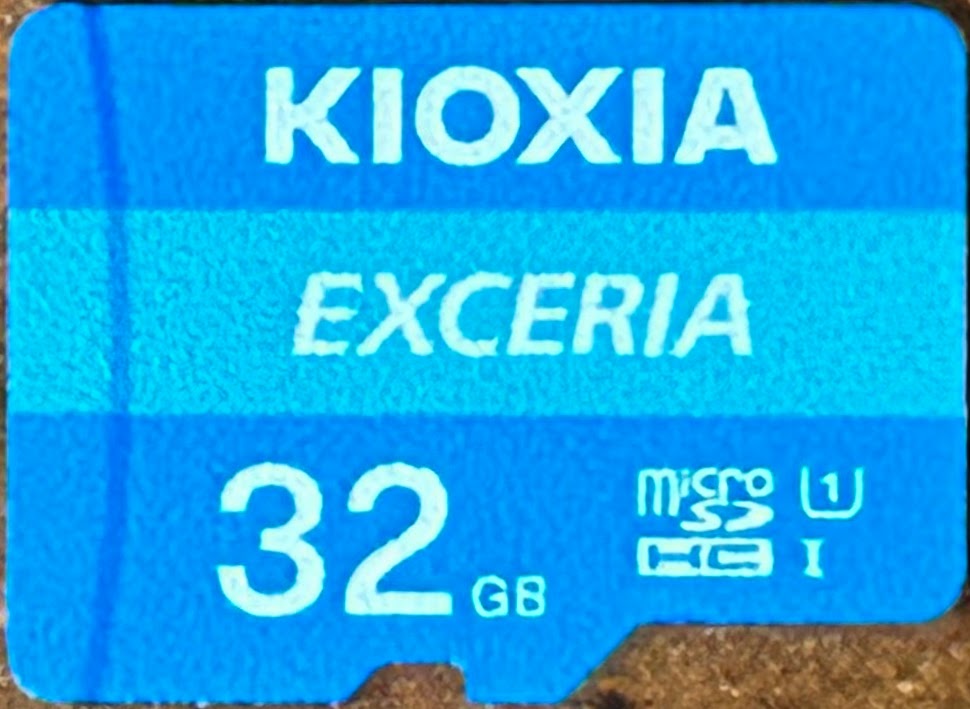 KIOXIA
EXCERIA
32 GB
micro
SD
HC I
U1